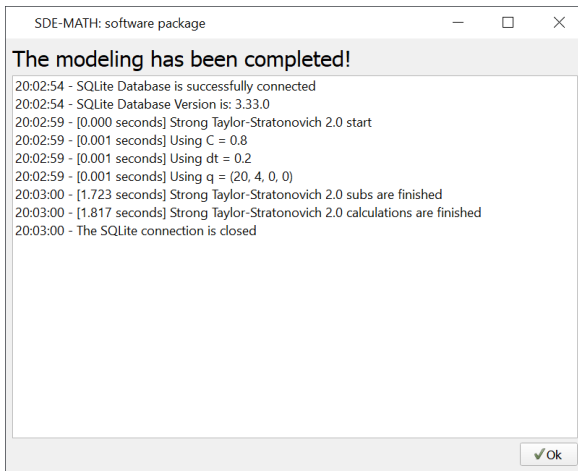 SDE-MATH: software package
The modeling has been completed!
20:02:54 - SQLite Database is successfully connected
20:02:54 - SQLite Database Version is: 3.33.0
20:02:59 - [0.000 seconds] Strong Taylor-Stratonovich 2.0 start
20:02:59 - [0.001 seconds] Using C = 0.8
20:02:59 - [0.001 seconds] Using dt = 0.2
20:02:59 - [0.001 seconds] Using q = (20, 4, 0, 0)
20:03:00 - [1.723 seconds] Strong Taylor-Stratonovich 2.0 subs are finished
20:03:00 - [1.817 seconds] Strong Taylor-Stratonovich 2.0 calculations are finished
20:03:00 - The SQLite connection is closed
Ok